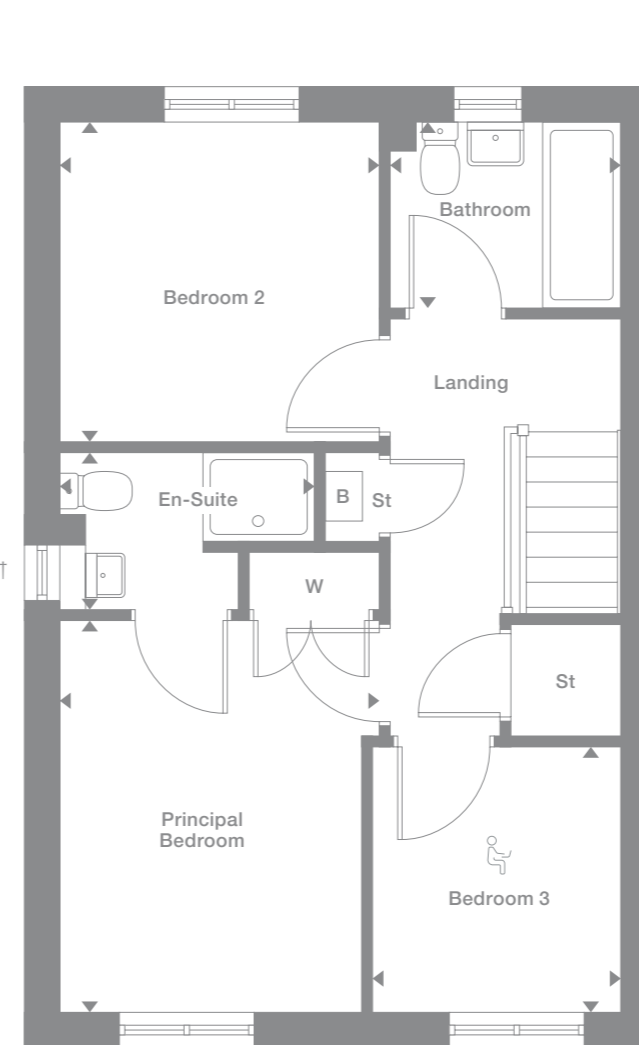 Bathroom
Bedroom 2
Landing
En-Suite
B
St
†
W
St
Principal
Bedroom
Bedroom 3